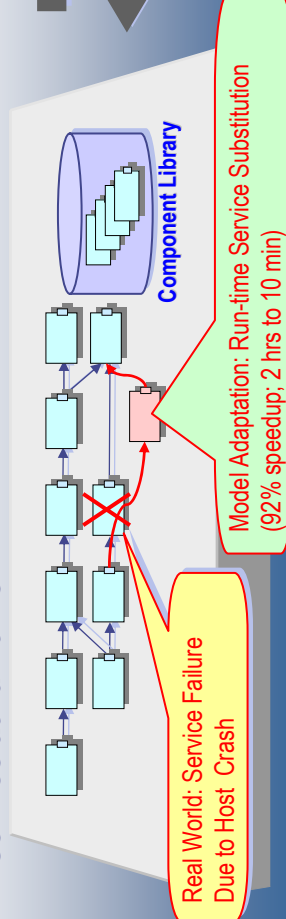 Component Library
Real World: Service Failure
Due to Host Crash
Model Adaptation: Run-time Service Substitution
(92% speedup; 2 hrs to 10 min)